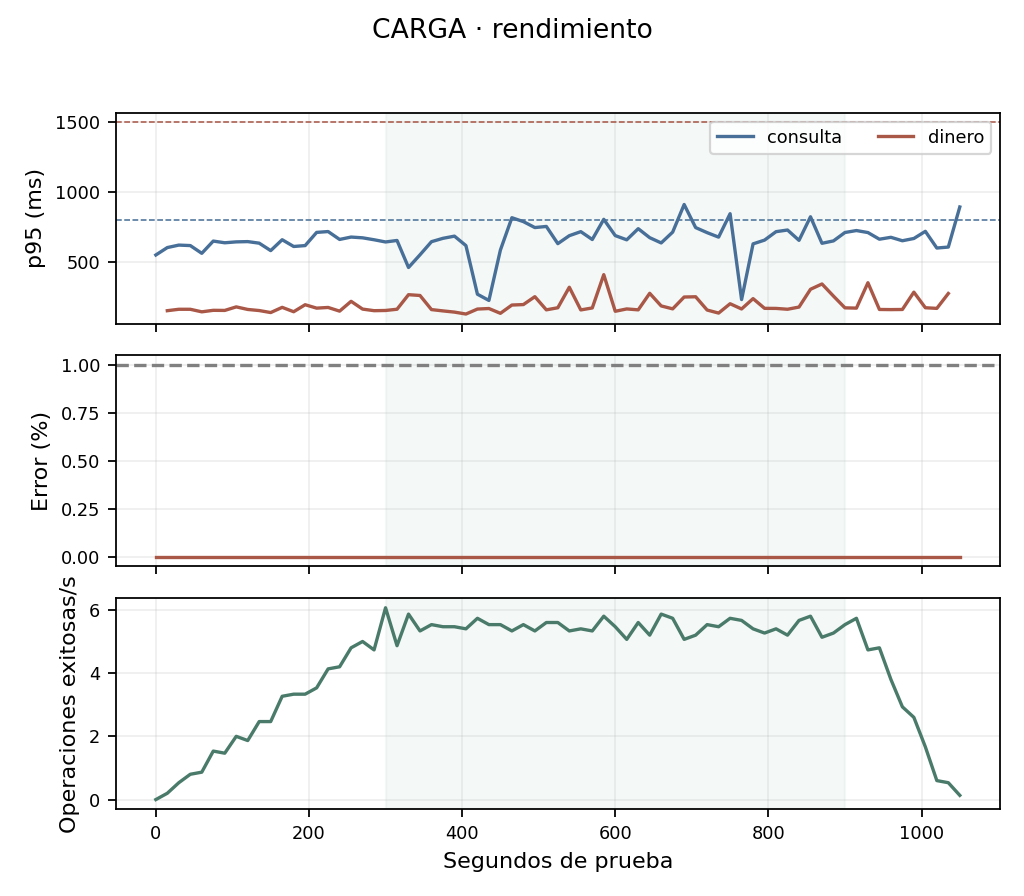 CARGA · rendimiento
1500
1000
500
p95 (ms)
consulta
dinero
1.00
0.75
0.50
0.25
0.00
Error (%)
6
4
2
0
Operaciones exitosas/s
0
200
400
600
800
1000
Segundos de prueba